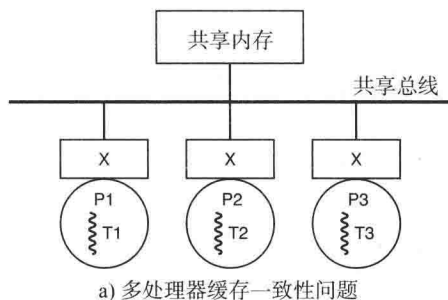 共享内存
共享总线
X X X
P1 P2 P3
T1 T2 T3
a) 多处理器缓存一致性问题